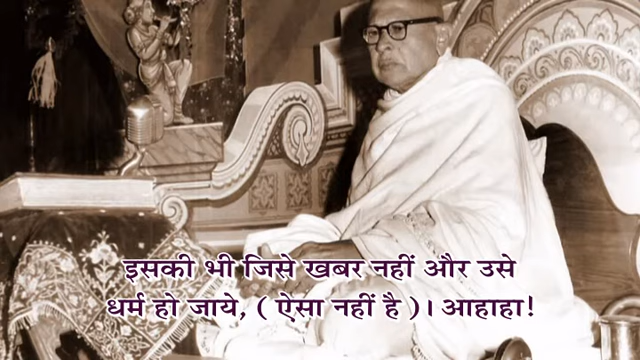 इसकी भी जिसे खबर नहीं और उसे
धर्म हो जाये, ( ऐसा नहीं है )। आहाहा!